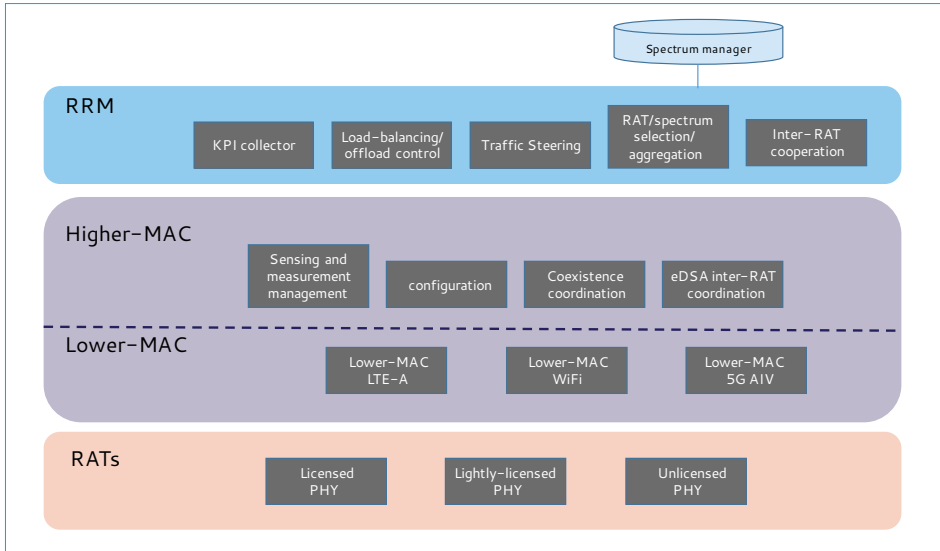 Spectrum manager
RRM
KPI collector
Load-balancing/
offload control
Traffic Steering
RAT/spectrum
selection/
aggregation
Inter-RAT
cooperation
Higher-MAC
Sensing and
measurement
management
configuration
Coexistence
coordination
eDSA inter-RAT
coordination
Lower-MAC
Lower-MAC
LTE-A
Lower-MAC
WiFi
Lower-MAC
5G AIV
RATs
Licensed
PHY
Lightly-licensed
PHY
Unlicensed
PHY